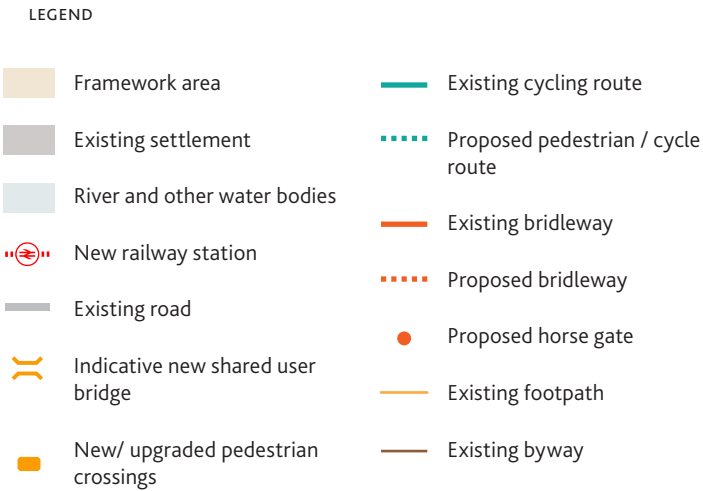 LEGEND
Framework area
Existing settlement
River and other water bodies
New railway station
Existing road
Indicative new shared user
bridge
New/ upgraded pedestrian
crossings
Existing cycling route
Proposed pedestrian / cycle
route
Existing bridleway
Proposed bridleway
Proposed horse gate
Existing footpath
Existing byway